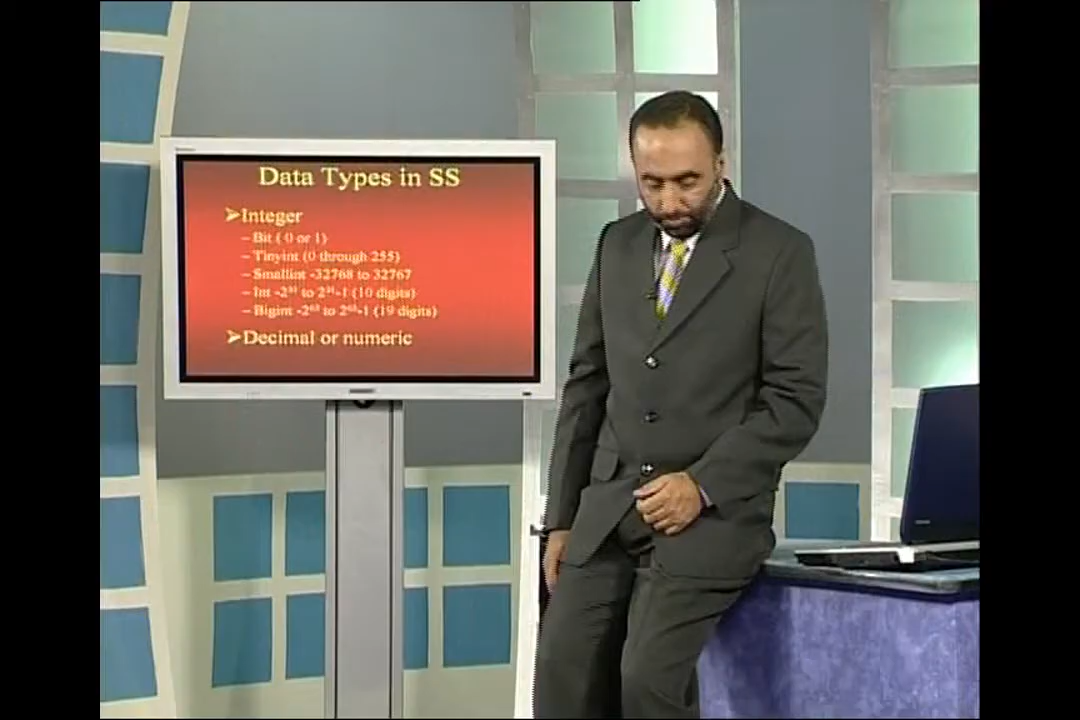 Data Types in SS
➢Integer
– Bit ( 0 or 1)
– Tinyint (0 through 255)
– Smallint -32768 to 32767
– Int -2³¹ to 2³¹-1 (10 digits)
– Bigint -2⁶³ to 2⁶³-1 (19 digits)
➢Decimal or numeric